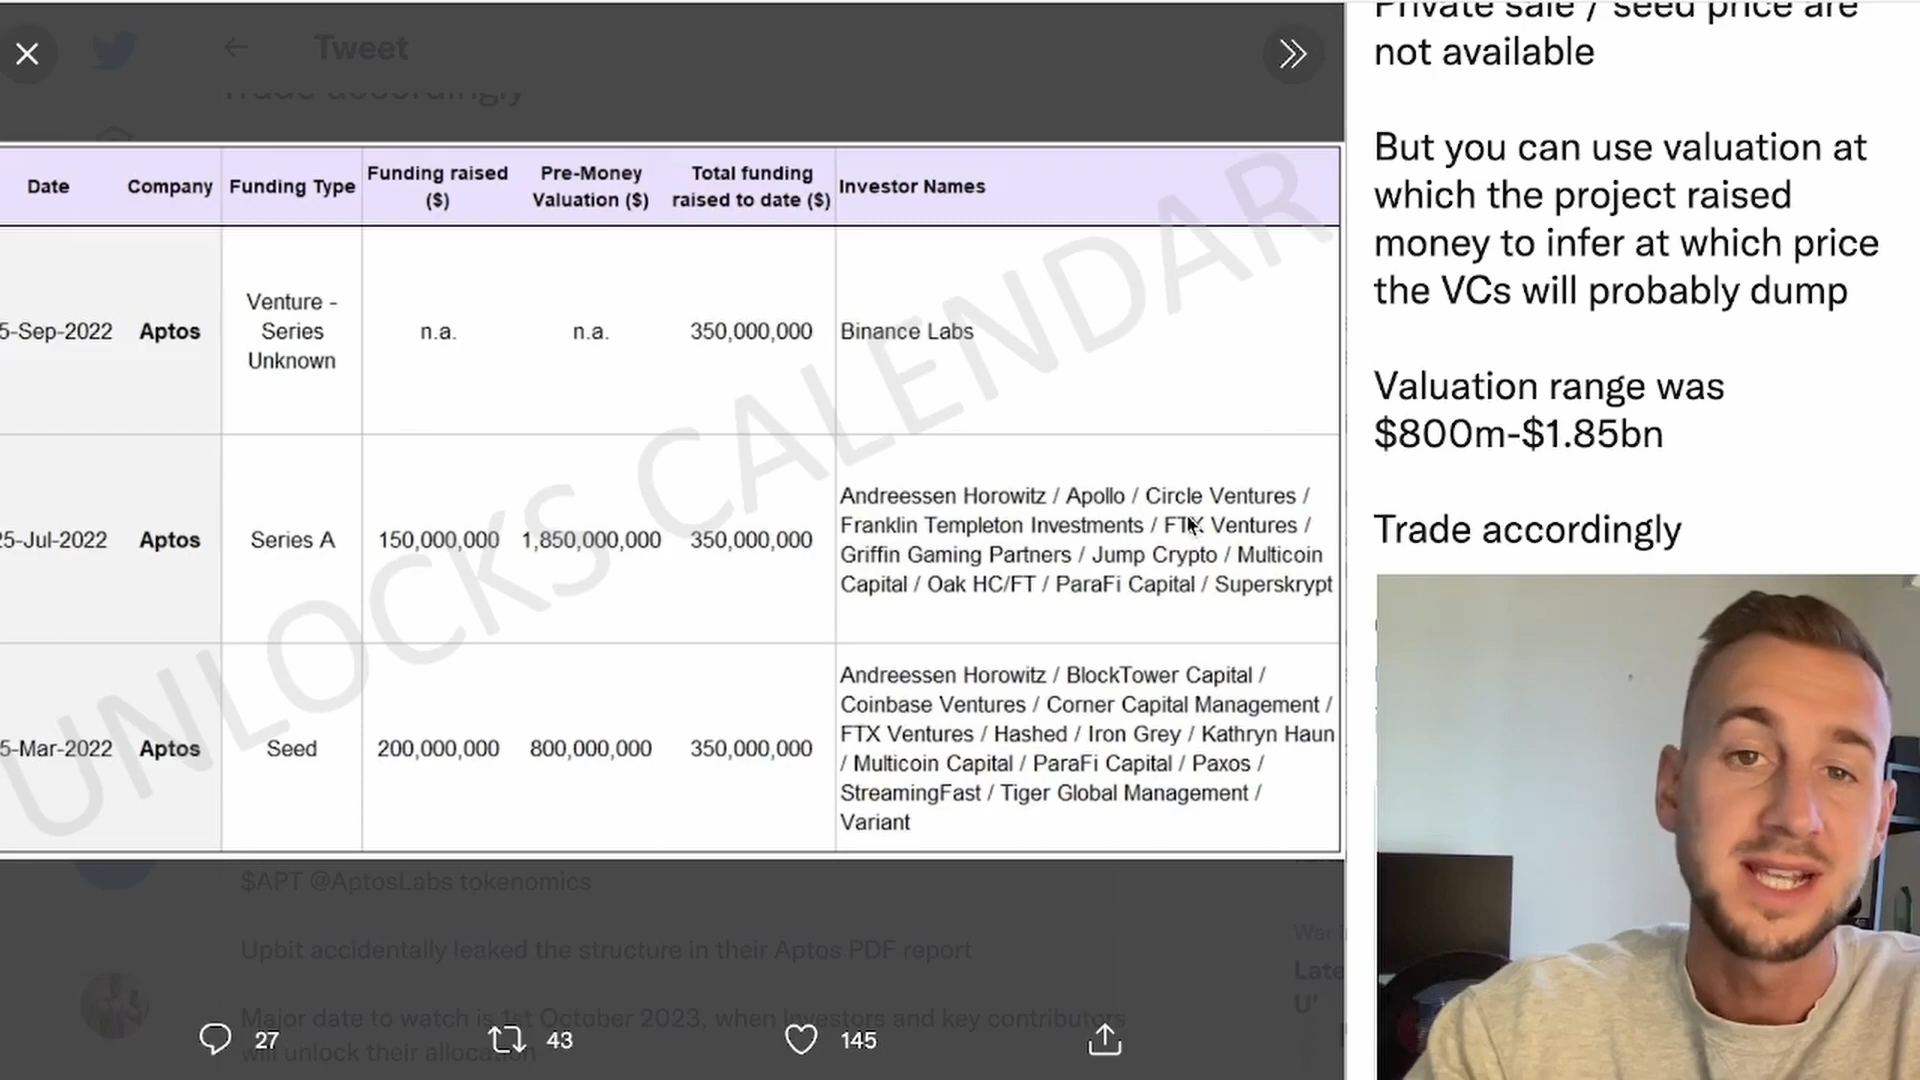 Tweet
Trade accordingly
Date
Company
Funding Type
Funding raised
($)
Pre-Money
Valuation ($)
Total funding
raised to date ($)
Investor Names
5-Sep-2022
Aptos
Venture -
Series
Unknown
n.a.
n.a.
350,000,000
Binance Labs
25-Jul-2022
Aptos
Series A
150,000,000
1,850,000,000
350,000,000
Andreessen Horowitz / Apollo / Circle Ventures /
Franklin Templeton Investments / FTX Ventures /
Griffin Gaming Partners / Jump Crypto / Multicoin
Capital / Oak HC/FT / ParaFi Capital / Superskrypt
5-Mar-2022
Aptos
Seed
200,000,000
800,000,000
350,000,000
Andreessen Horowitz / BlockTower Capital /
Coinbase Ventures / Corner Capital Management /
FTX Ventures / Hashed / Iron Grey / Kathryn Haun
/ Multicoin Capital / ParaFi Capital / Paxos /
StreamingFast / Tiger Global Management /
Variant
UNLOCKS CALENDAR
$APT @AptosLabs tokenomics
Upbit accidentally leaked the structure in their Aptos PDF report
Major date to watch is 1st October 2023, when investors and key contributors
will unlock their allocation
27
43
145
Late
U'
Private sale / seed price are
not available
But you can use valuation at
which the project raised
money to infer at which price
the VCs will probably dump
Valuation range was
$800m-$1.85bn
Trade accordingly